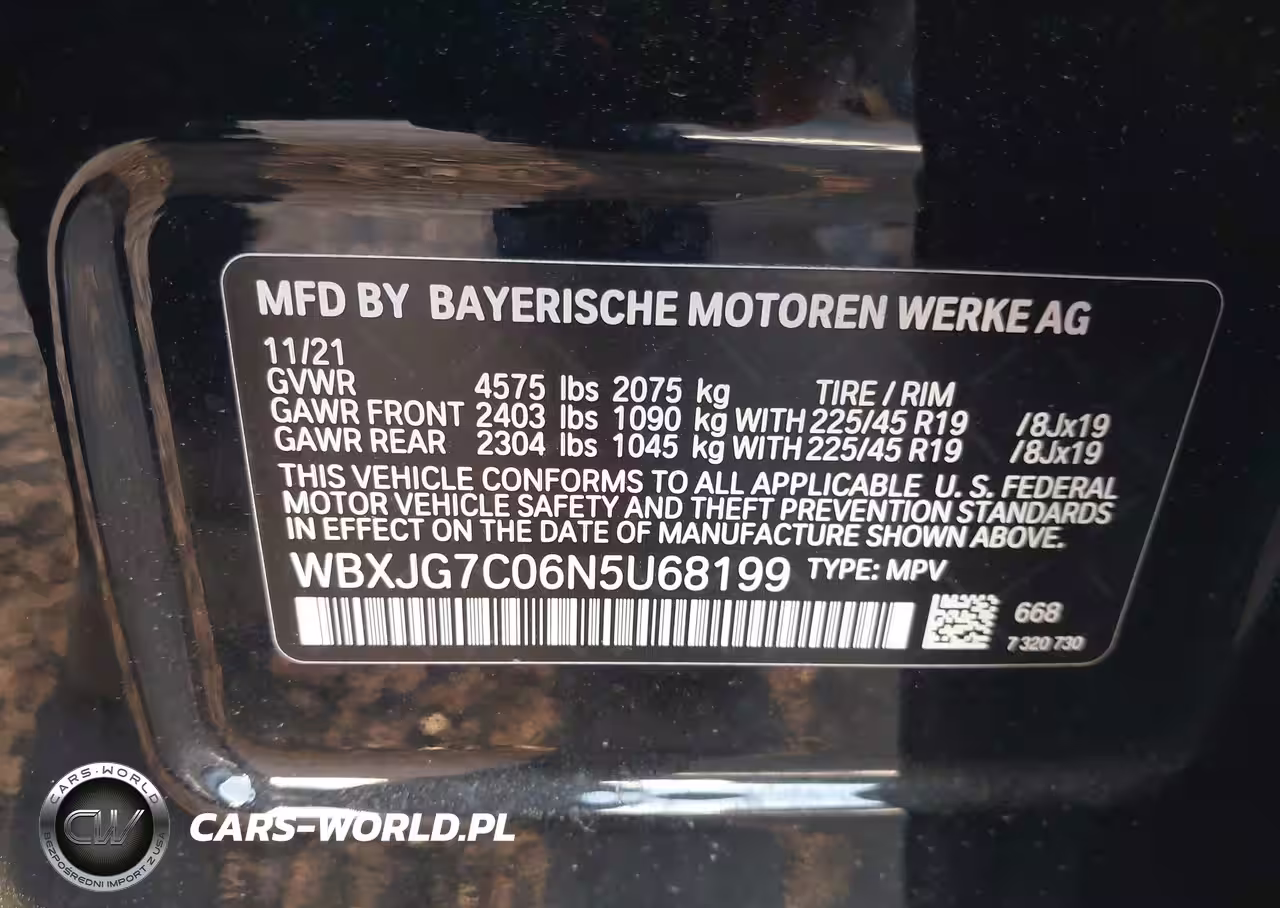 MFD BY BAYERISCHE MOTOREN WERKE AG
11/21
GVWR 4575 lbs 2075 kg TIRE / RIM
GAWR FRONT 2403 lbs 1090 kg WITH 225/45 R19 /8Jx19
GAWR REAR 2304 lbs 1045 kg WITH 225/45 R19 /8Jx19
THIS VEHICLE CONFORMS TO ALL APPLICABLE U. S. FEDERAL
MOTOR VEHICLE SAFETY AND THEFT PREVENTION STANDARDS
IN EFFECT ON THE DATE OF MANUFACTURE SHOWN ABOVE.
WBXJG7C06N5U68199 TYPE: MPV
668
7 320 730
CARS-WORLD
CW
BEZPOŚREDNI IMPORT Z USA
CARS-WORLD.PL